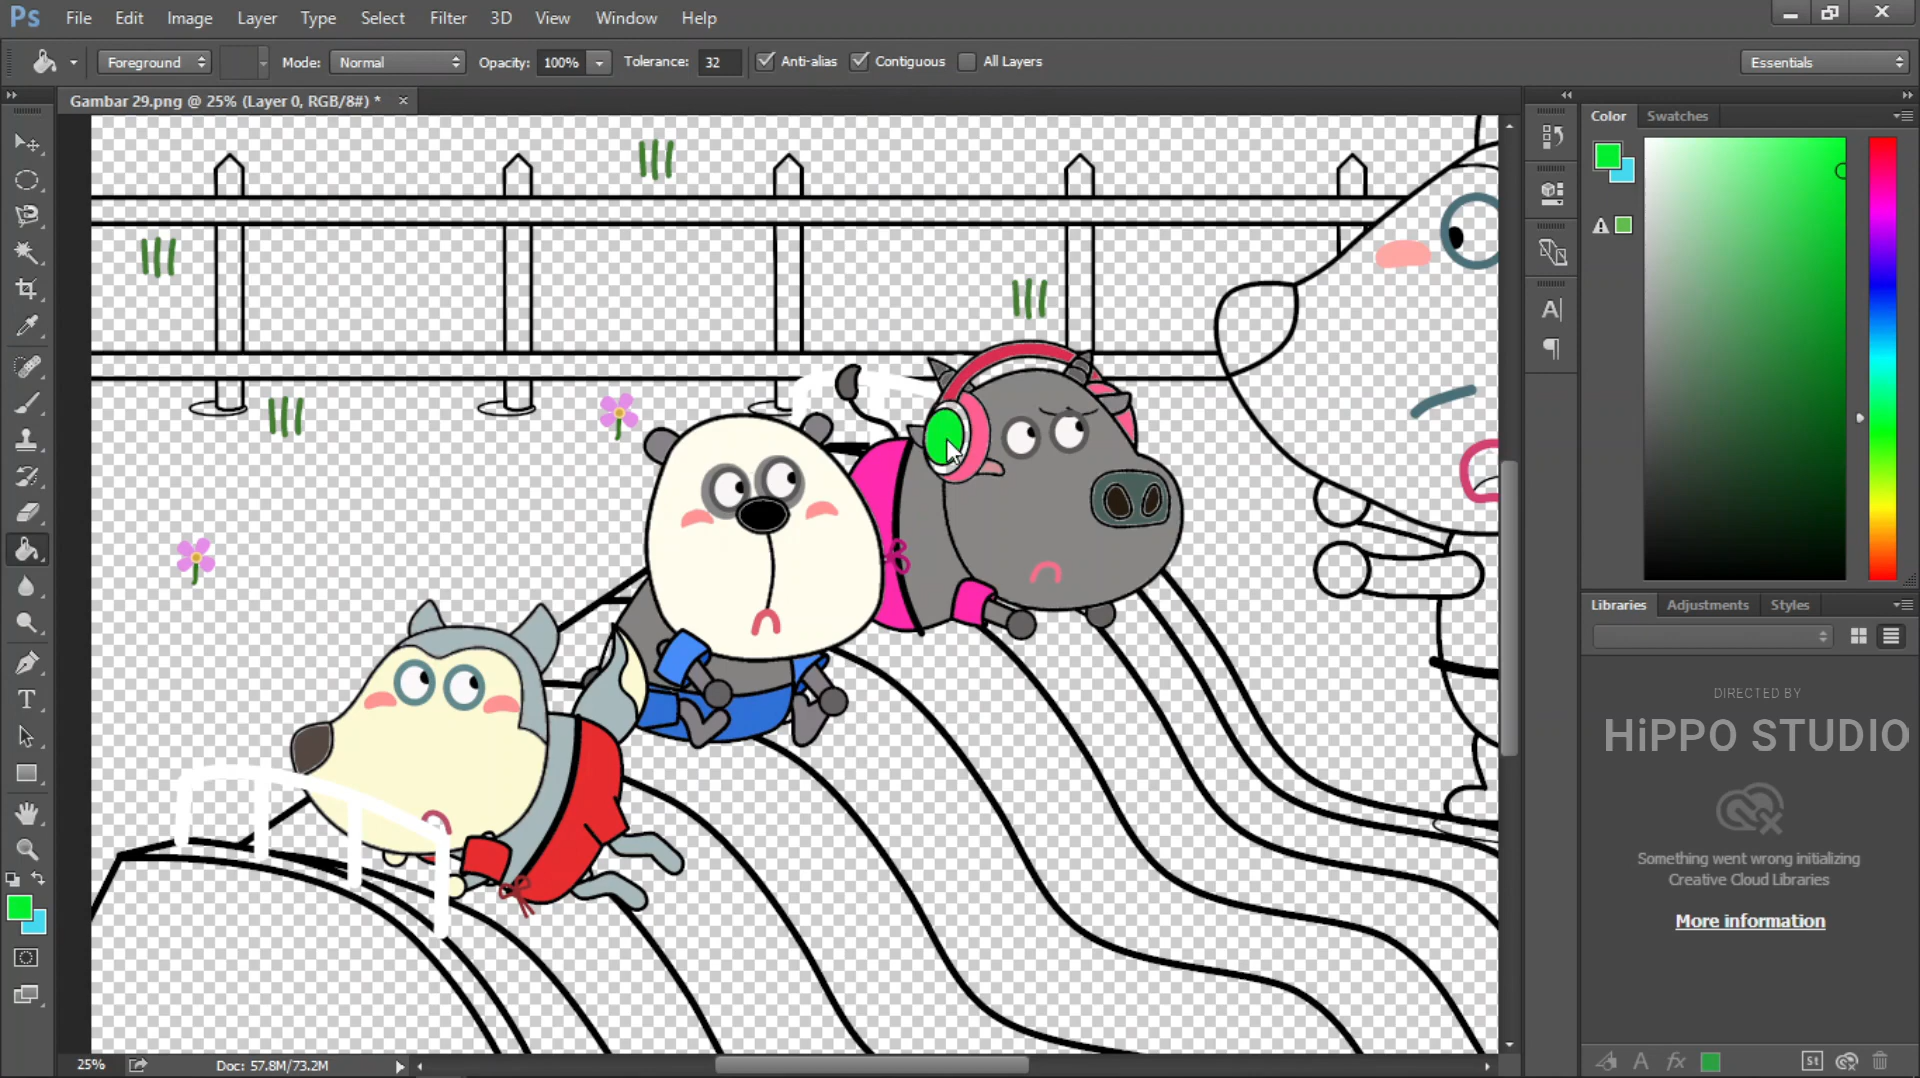 Ps File Edit Image Layer Type Select Filter 3D View Window Help
Foreground Mode: Normal Opacity: 100% Tolerance: 32 Anti-alias Contiguous All Layers Essentials
Gambar 29.png @ 25% (Layer 0, RGB/8#) * ×
Color Swatches
Libraries Adjustments Styles
DIRECTED BY
HiPPO STUDIO
Something went wrong initializing
Creative Cloud Libraries
More information
25% Doc: 57.8M/73.2M